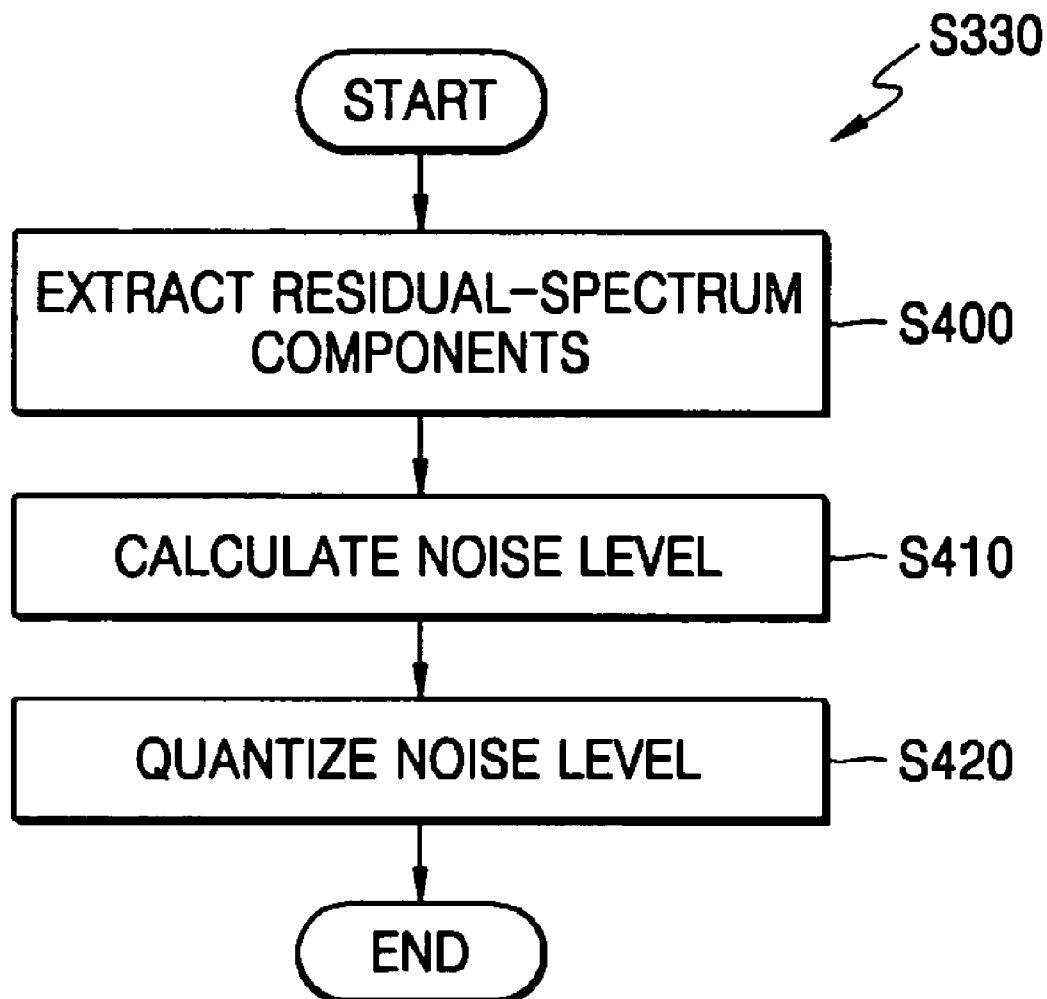 S330
START
EXTRACT RESIDUAL-SPECTRUM
COMPONENTS
S400
CALCULATE NOISE LEVEL
S410
QUANTIZE NOISE LEVEL
S420
END